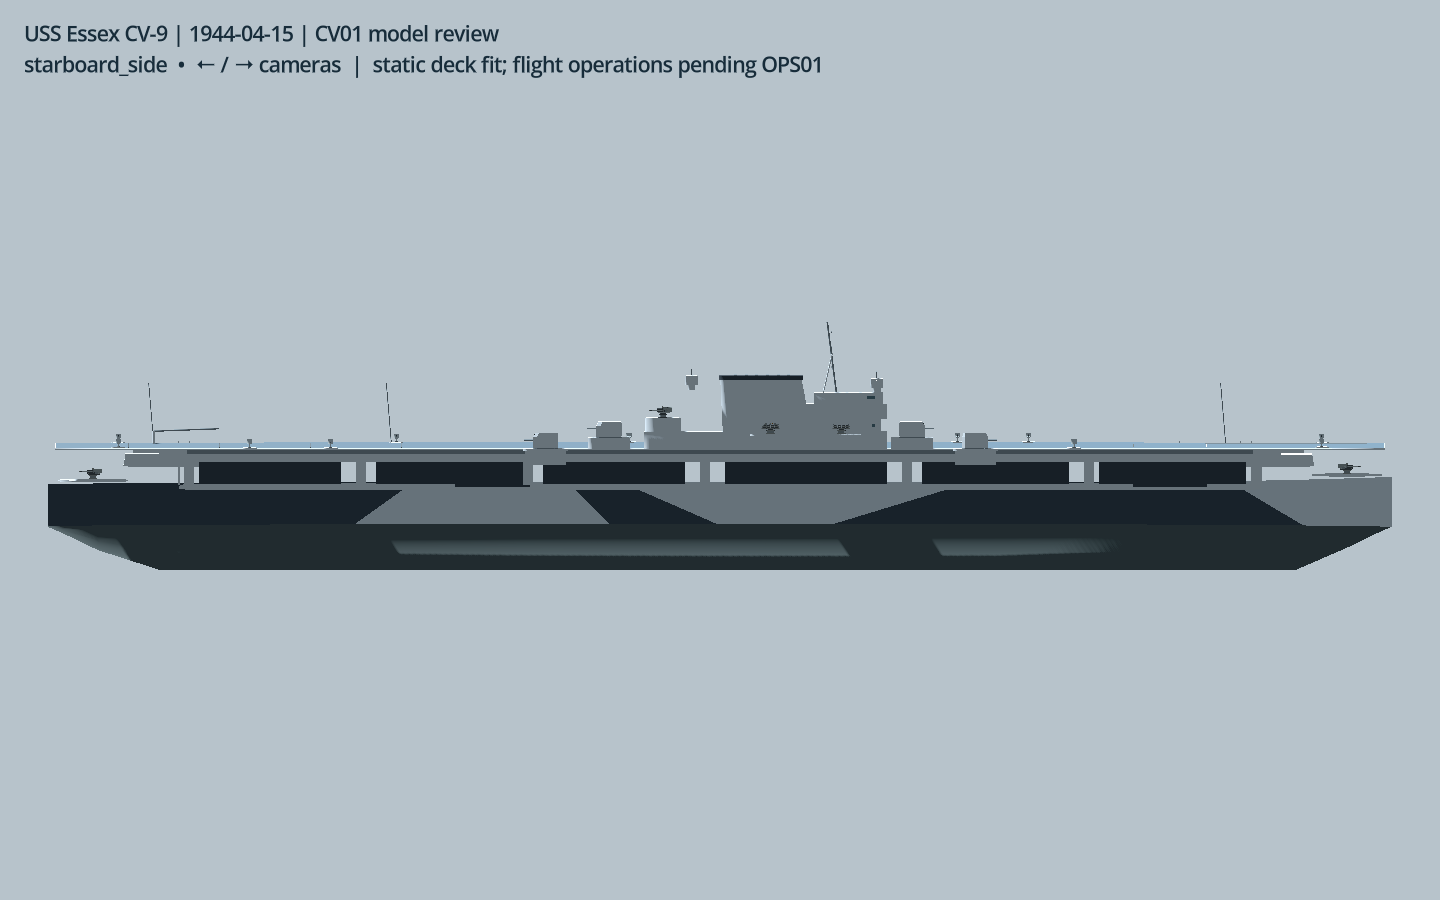 USS Essex CV-9 | 1944-04-15 | CV01 model review
starboard_side • ← / → cameras | static deck fit; flight operations pending OPS01